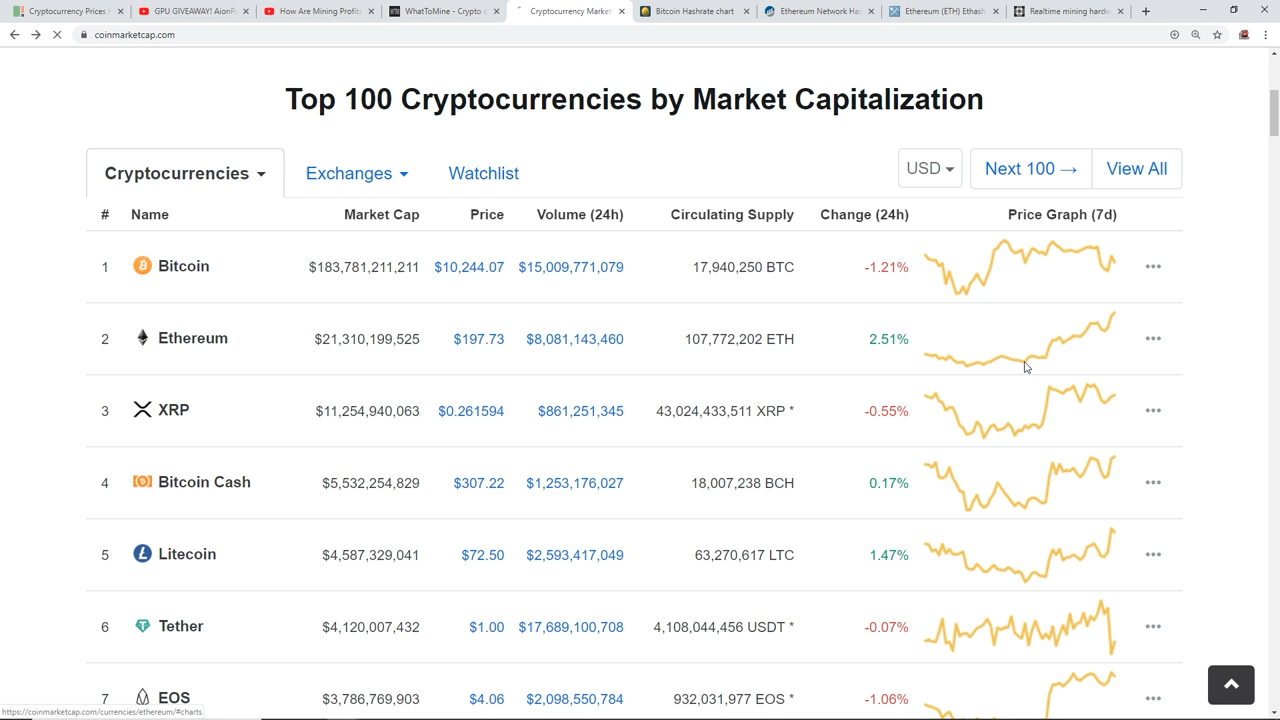 Cryptocurrency Prices
GPU GIVEAWAY! AionP
How Are Mining Profit
WhatToMine - Crypto c
Cryptocurrency Market
Bitcoin Hashrate chart
Ethereum Network Ha
Ethereum (ETH) Ethash
Realtime mining hardw
coinmarketcap.com
Top 100 Cryptocurrencies by Market Capitalization
Cryptocurrencies Exchanges Watchlist USD Next 100 → View All
# Name Market Cap Price Volume (24h) Circulating Supply Change (24h) Price Graph (7d)
1 Bitcoin $183,781,211,211 $10,244.07 $15,009,771,079 17,940,250 BTC -1.21%
2 Ethereum $21,310,199,525 $197.73 $8,081,143,460 107,772,202 ETH 2.51%
3 XRP $11,254,940,063 $0.261594 $861,251,345 43,024,433,511 XRP * -0.55%
4 Bitcoin Cash $5,532,254,829 $307.22 $1,253,176,027 18,007,238 BCH 0.17%
5 Litecoin $4,587,329,041 $72.50 $2,593,417,049 63,270,617 LTC 1.47%
6 Tether $4,120,007,432 $1.00 $17,689,100,708 4,108,044,456 USDT * -0.07%
7 EOS $3,786,769,903 $4.06 $2,098,550,784 932,031,977 EOS * -1.06%
https://coinmarketcap.com/currencies/ethereum/#charts